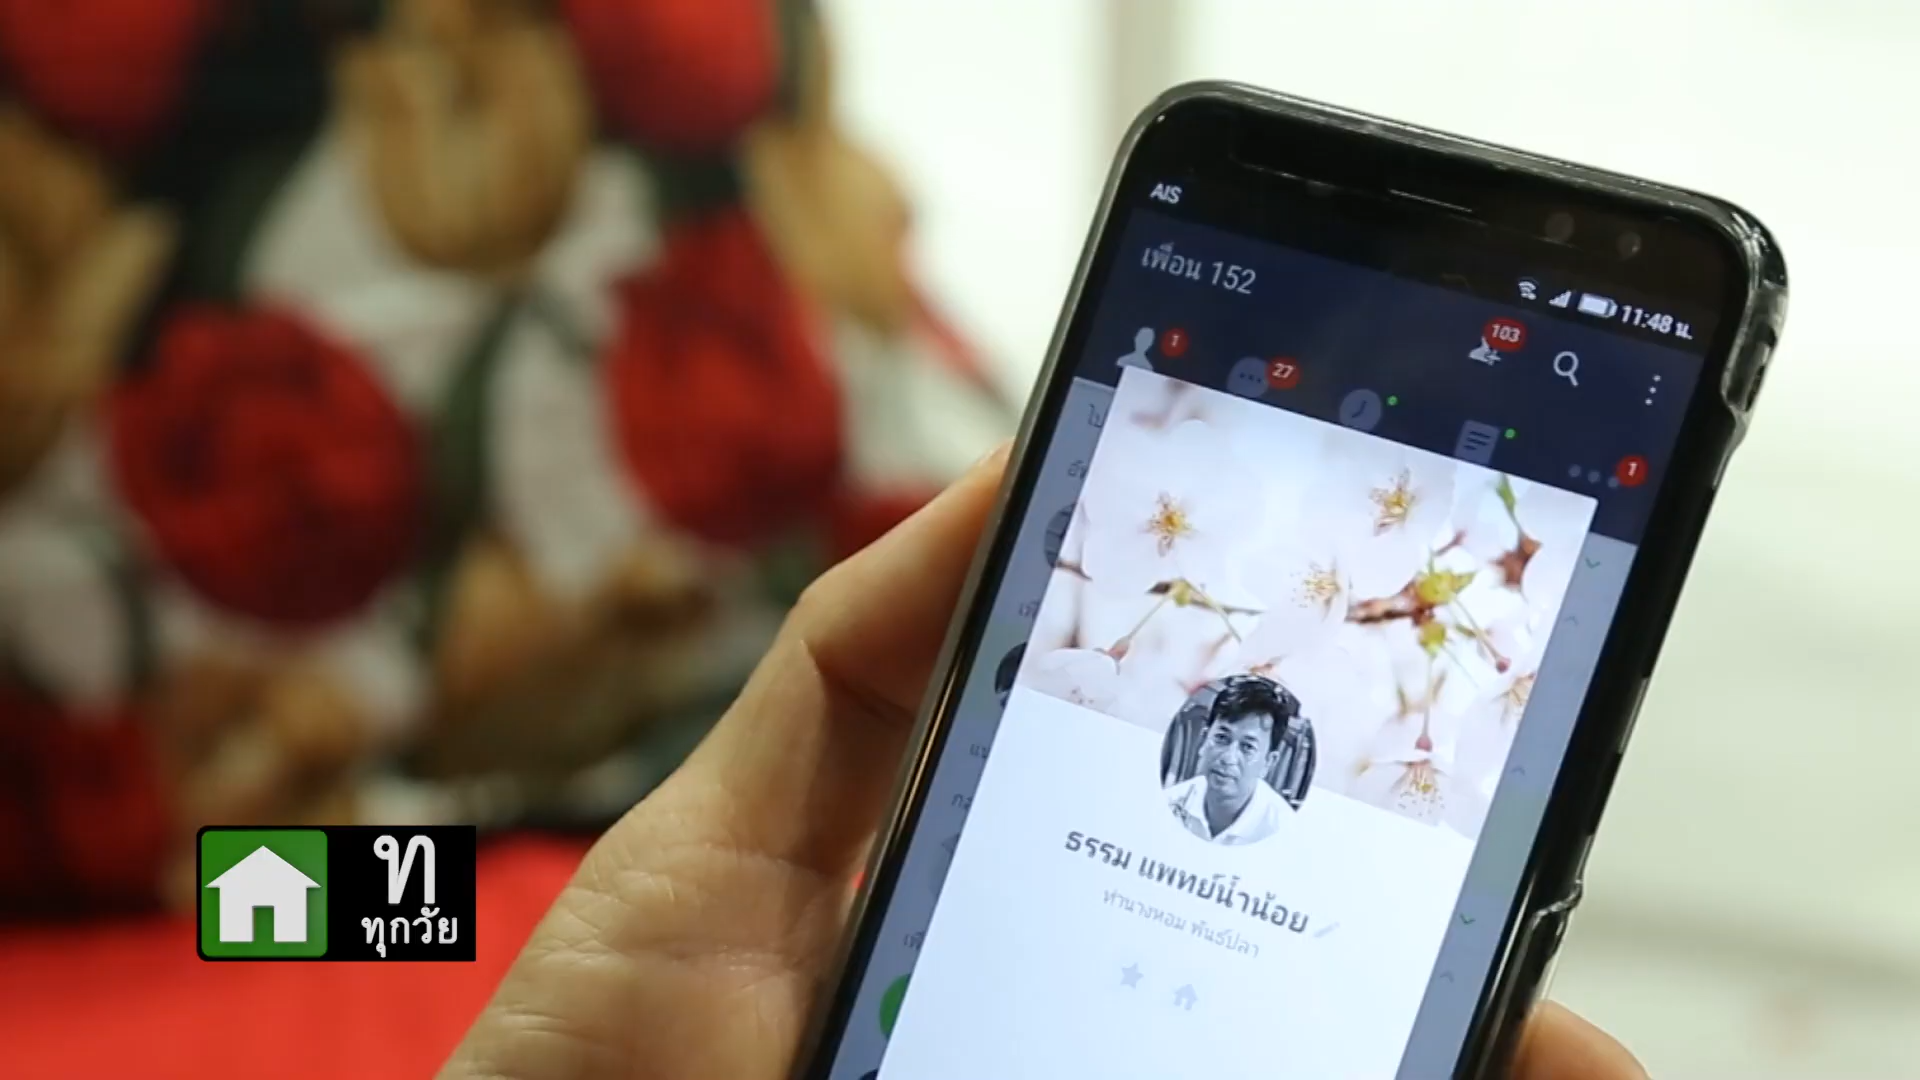 AIS
11:48 น.
เพื่อน 152
1
27
103
1
ธรรม แพทย์น้ำน้อย
ท่านางหอม พันธ์ปลา
ท
ทุกวัย